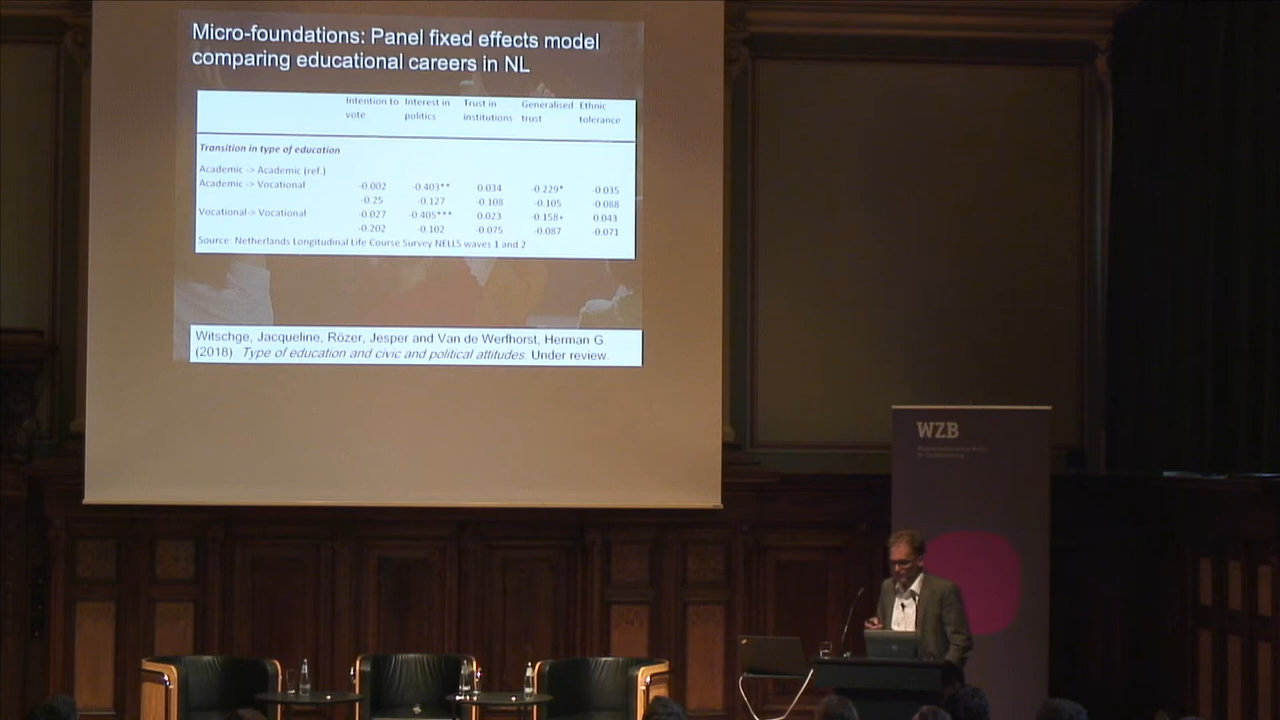 Micro-foundations: Panel fixed effects model
comparing educational careers in NL
Intention to Interest in Trust in Generalised Ethnic
vote politics institutions trust tolerance
Transition in type of education
Academic -> Academic (ref.)
Academic -> Vocational -0.002 -0.403** 0.034 -0.229* -0.035
-0.25 -0.127 -0.108 -0.105 -0.088
Vocational-> Vocational -0.027 -0.405*** 0.023 -0.158+ 0.043
-0.202 -0.102 -0.075 -0.087 -0.071
Source: Netherlands Longitudinal Life Course Survey NELLS waves 1 and 2
Witschge, Jacqueline, Rözer, Jesper and Van de Werfhorst, Herman G.
(2018). Type of education and civic and political attitudes. Under review.
WZB